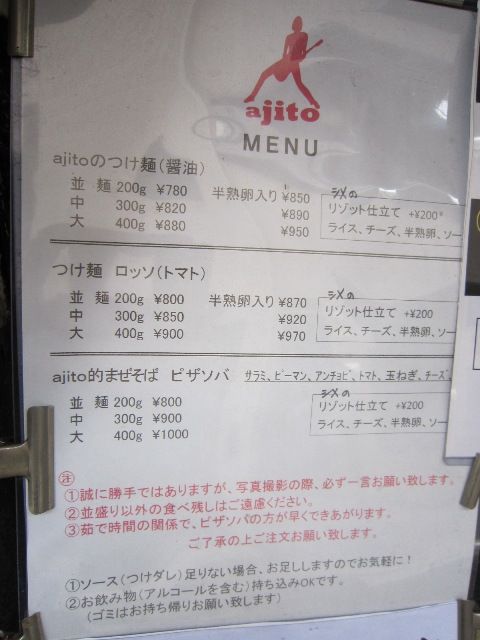 ajito
MENU
ajitoのつけ麺(醤油)
並 麺 200g ¥780 半熟卵入り ¥850
中 300g ¥820 ¥890
大 400g ¥880 ¥950
シメの
リゾット仕立て +¥200*
ライス、チーズ、半熟卵、ソー
つけ麺 ロッソ(トマト)
並 麺 200g ¥800 半熟卵入り ¥870
中 300g ¥850 ¥920
大 400g ¥900 ¥970
シメの
リゾット仕立て +¥200
ライス、チーズ、半熟卵、ソー
ajito的まぜそば ピザソバ サラミ、ピーマン、アンチョビ、トマト、玉ねぎ、チーズ
並 麺 200g ¥800
中 300g ¥900
大 400g ¥1000
シメの
リゾット仕立て +¥200
ライス、チーズ、半熟卵、ソー
注
①誠に勝手ではありますが、写真撮影の際、必ず一言お願い致します。
②並盛り以外の食べ残しはご遠慮ください。
③茹で時間の関係で、ピザソバの方が早くできあがります。
ご了承の上ご注文お願い致します。
①ソース(つけダレ)足りない場合、お足ししますのでお気軽に!
②お飲み物(アルコールを含む)持ち込みOKです。
(ゴミはお持ち帰りお願い致します)